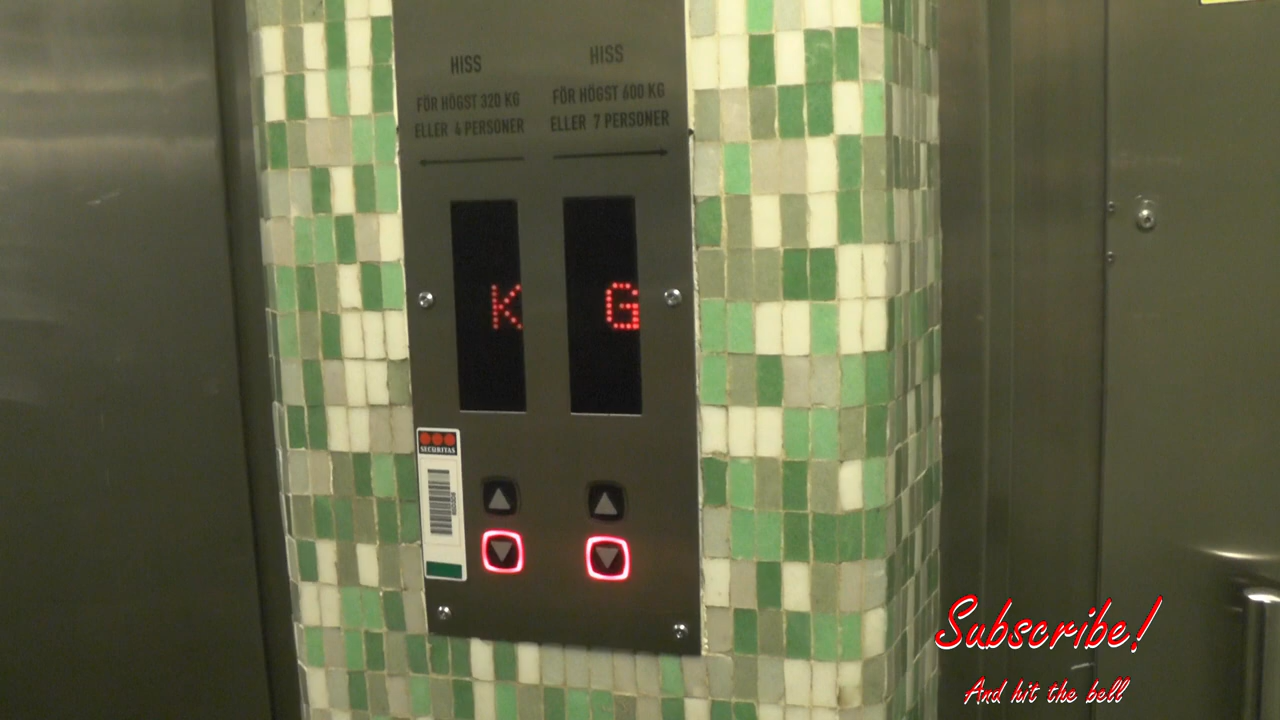 HISS
FÖR HÖGST 320 KG
ELLER 4 PERSONER
HISS
FÖR HÖGST 600 KG
ELLER 7 PERSONER
K
G
SECURITAS
Subscribe!
And hit the bell